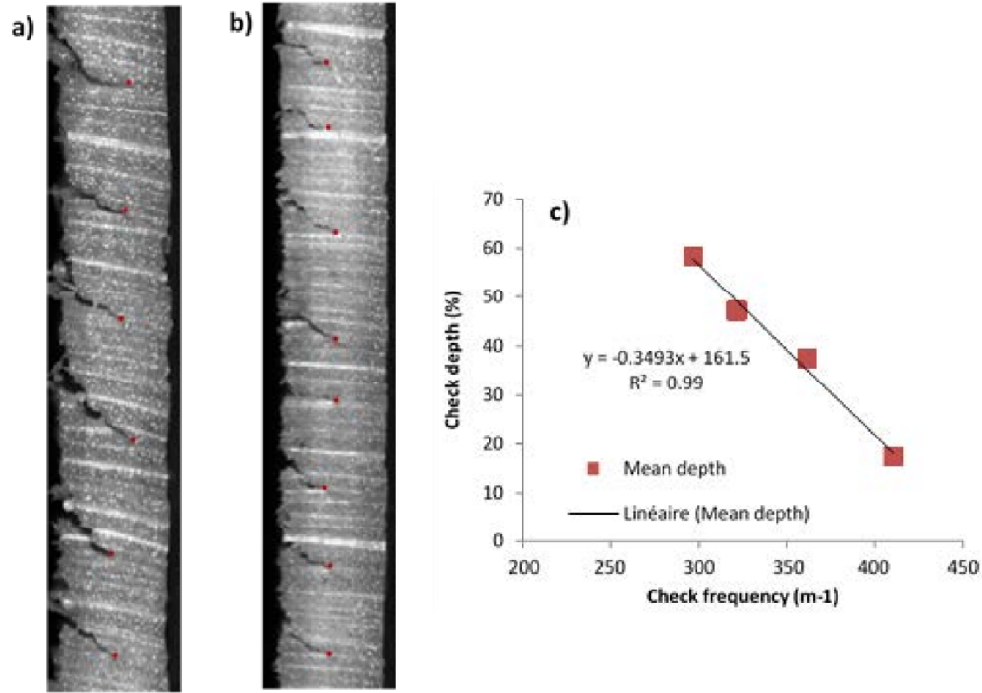 a)
b)
c)
Check depth (%)
70
60
50
40
30
20
10
0
y = -0.3493x + 161.5
R² = 0.99
Mean depth
Linéaire (Mean depth)
200 250 300 350 400 450
Check frequency (m-1)